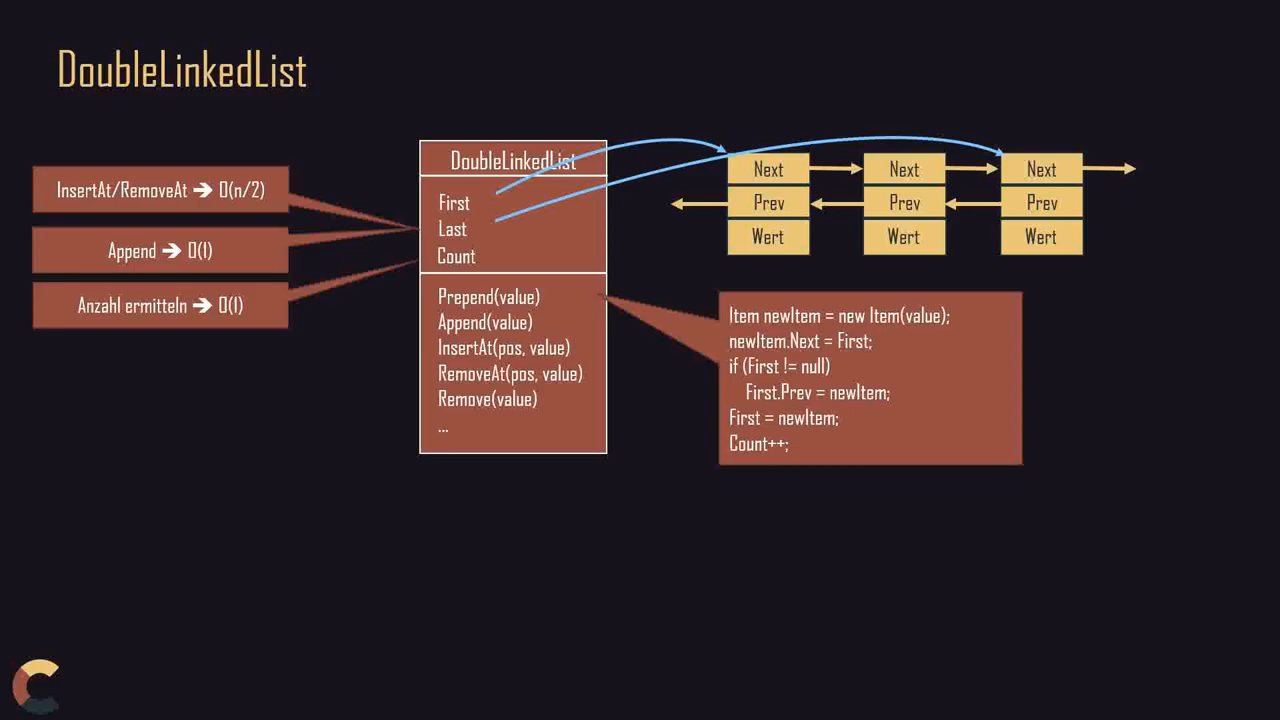 DoubleLinkedList
InsertAt/RemoveAt ➔ O(n/2)
Append ➔ O(1)
Anzahl ermitteln ➔ O(1)
DoubleLinkedList
First
Last
Count
Prepend(value)
Append(value)
InsertAt(pos, value)
RemoveAt(pos, value)
Remove(value)
...
Next Next Next
Prev Prev Prev
Wert Wert Wert
Item newItem = new Item(value);
newItem.Next = First;
if (First != null)
First.Prev = newItem;
First = newItem;
Count++;